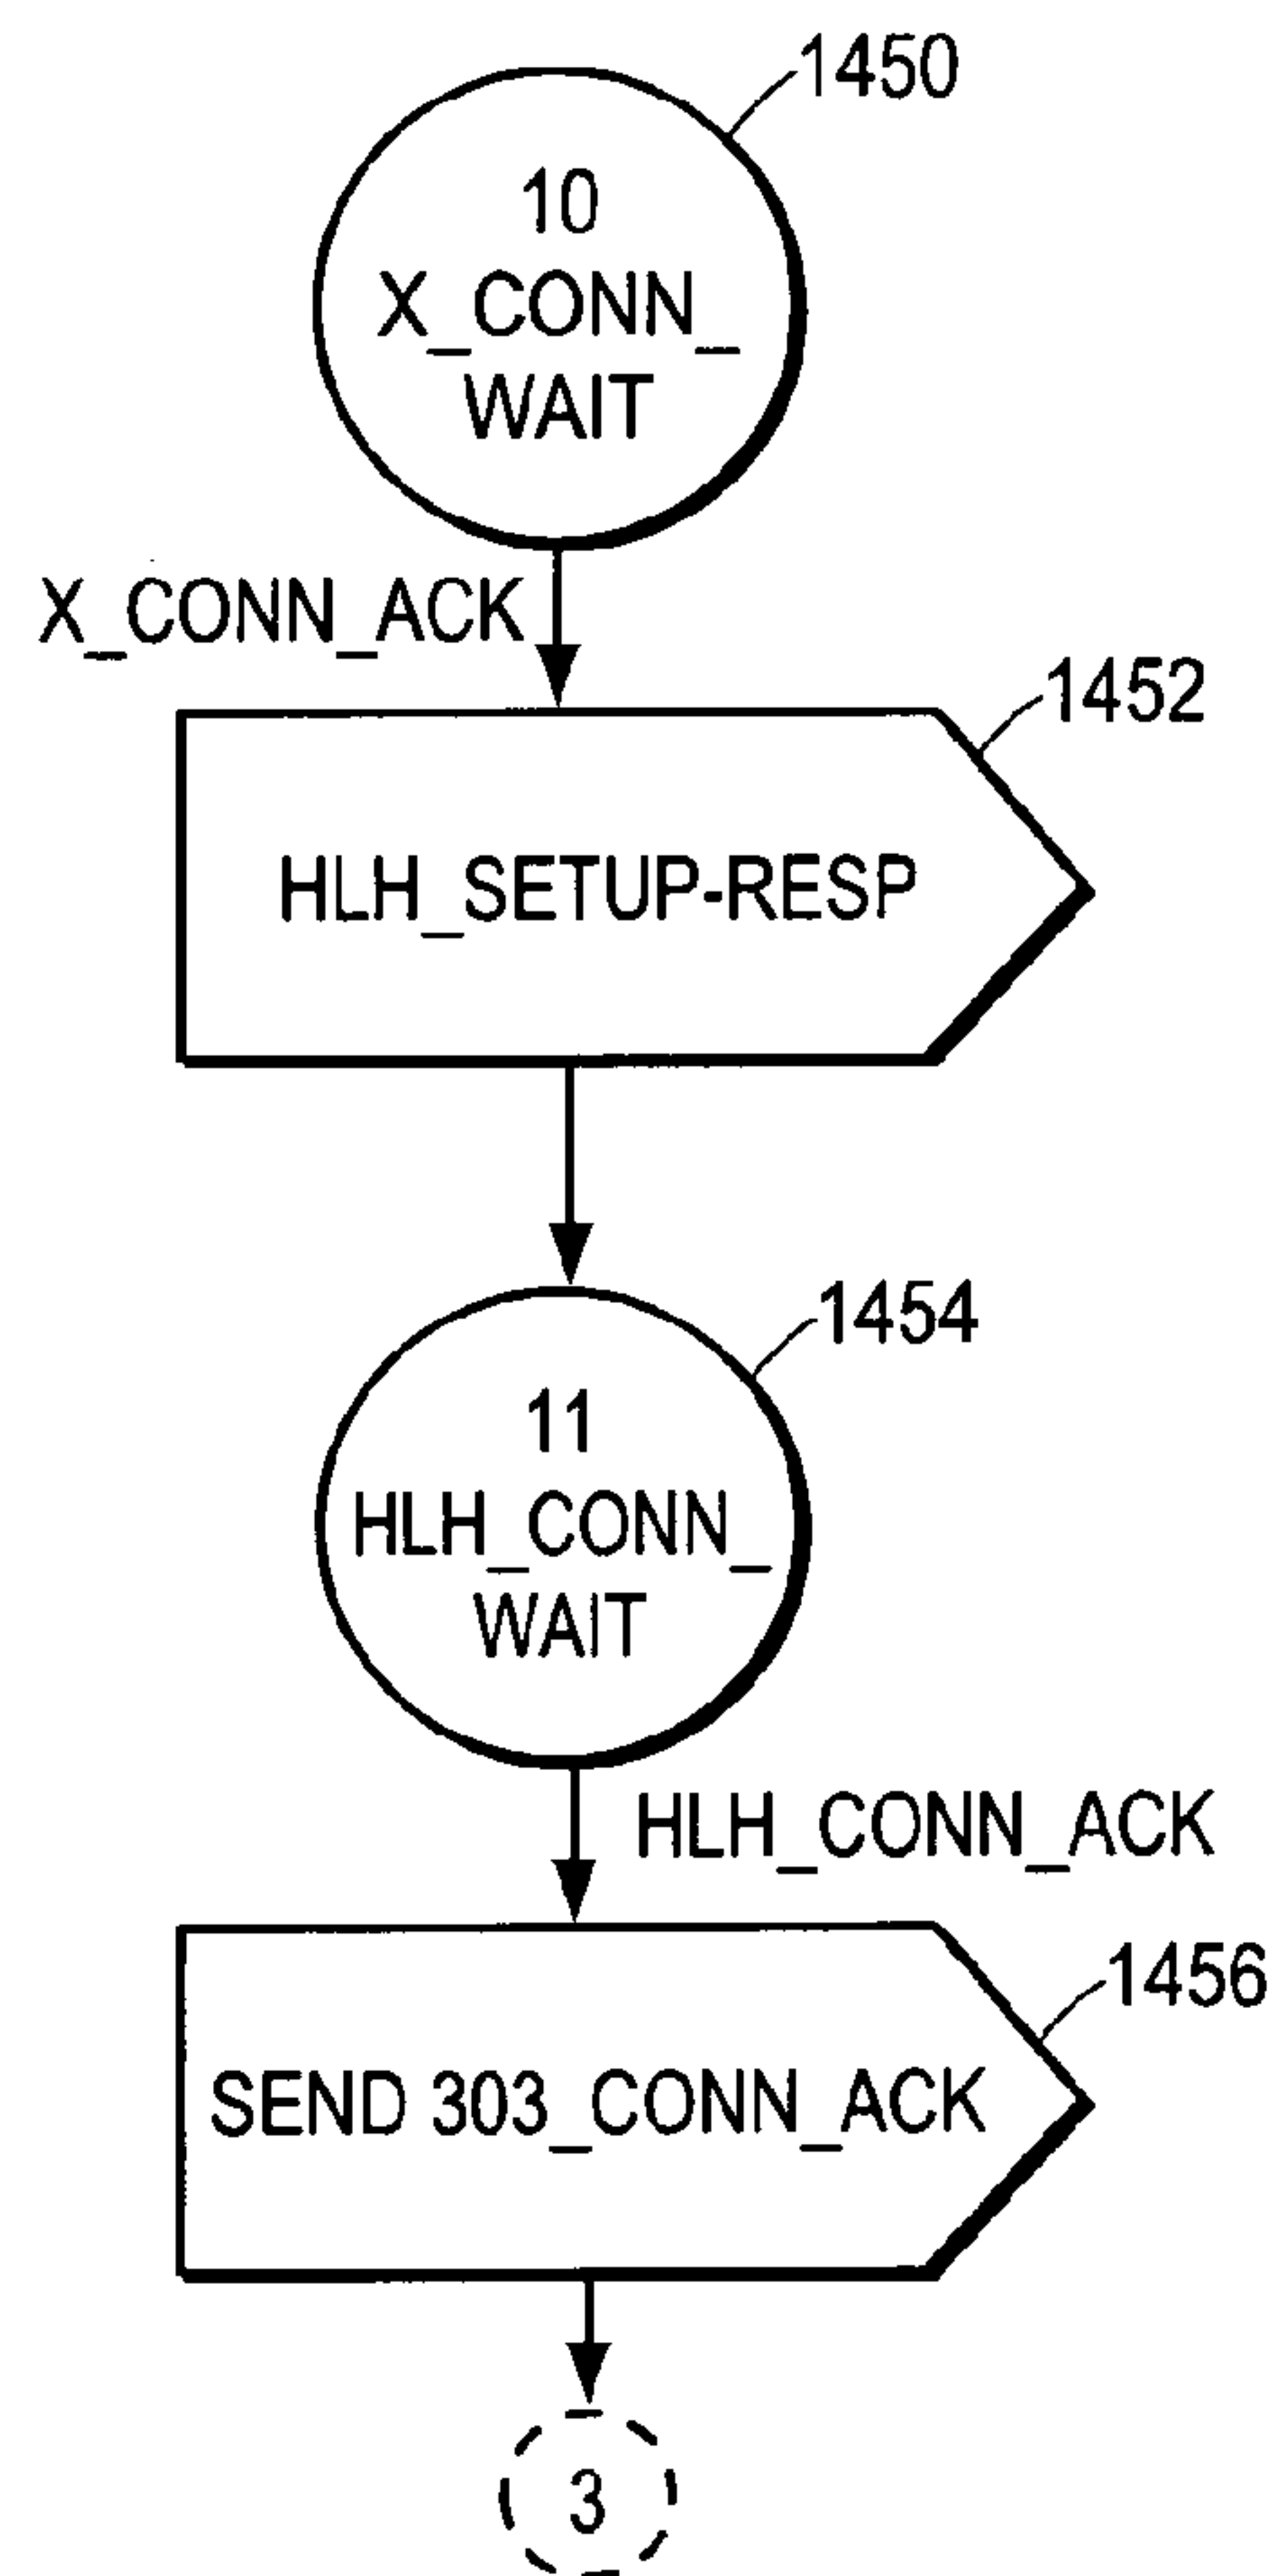 1450
10
X_CONN_
WAIT
X_CONN_ACK
1452
HLH_SETUP-RESP
1454
11
HLH_CONN_
WAIT
HLH_CONN_ACK
1456
SEND 303_CONN_ACK
3